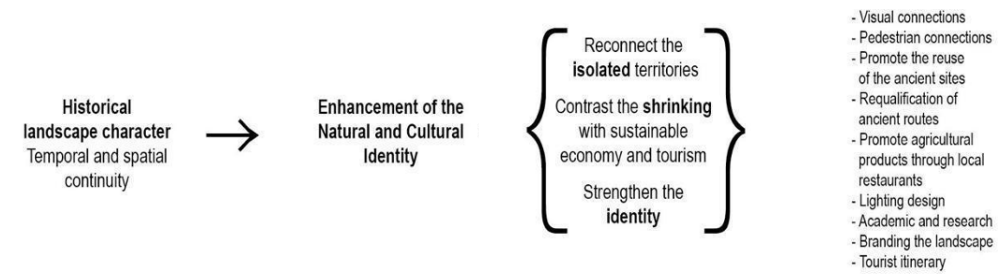 Historical
landscape character
Temporal and spatial
continuity
Enhancement of the
Natural and Cultural
Identity
Reconnect the
isolated territories
Contrast the shrinking
with sustainable
economy and tourism
Strengthen the
identity
- Visual connections
- Pedestrian connections
- Promote the reuse
of the ancient sites
- Requalification of
ancient routes
- Promote agricultural
products through local
restaurants
- Lighting design
- Academic and research
- Branding the landscape
- Tourist itinerary